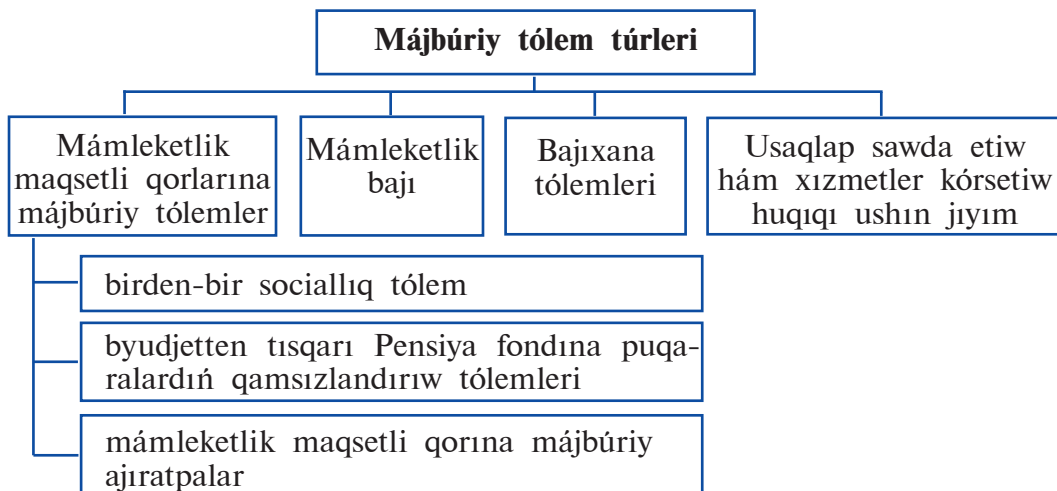 Májbúriy tólem túrleri
Mámleketlik
maqsetli qorlarına
májbúriy tólemler
Mámleketlik
bajı
Bajıxana
tólemleri
Usaqlap sawda etiw
hám xızmetler kórsetiw
huqıqı ushın jıyım
birden-bir sociallıq tólem
byudjetten tısqarı Pensiya fondına puqa-
ralardıń qamsızlandırıw tólemleri
mámleketlik maqsetli qorına májbúriy
ajıratpalar